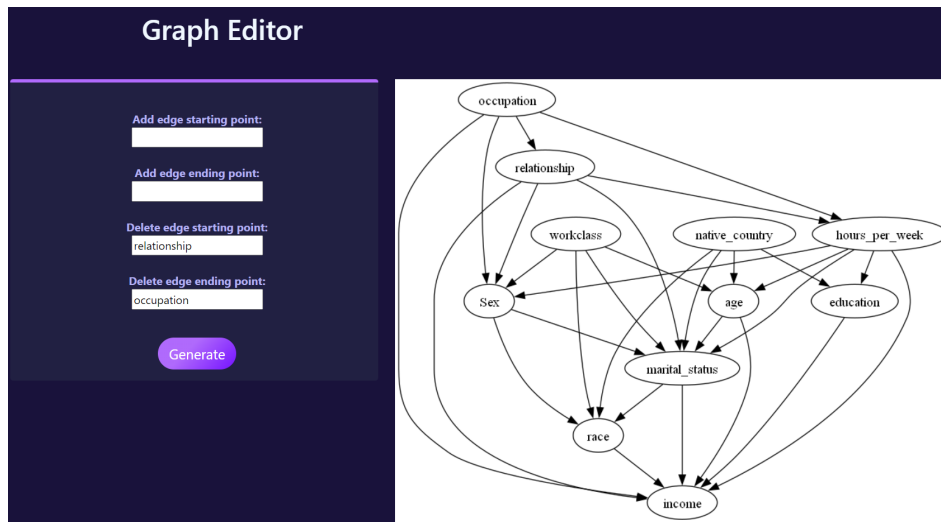 Graph Editor
Add edge starting point:
Add edge ending point:
Delete edge starting point:
relationship
Delete edge ending point:
occupation
Generate
occupation
relationship
workclass
native_country
hours_per_week
Sex
age
education
marital_status
race
income